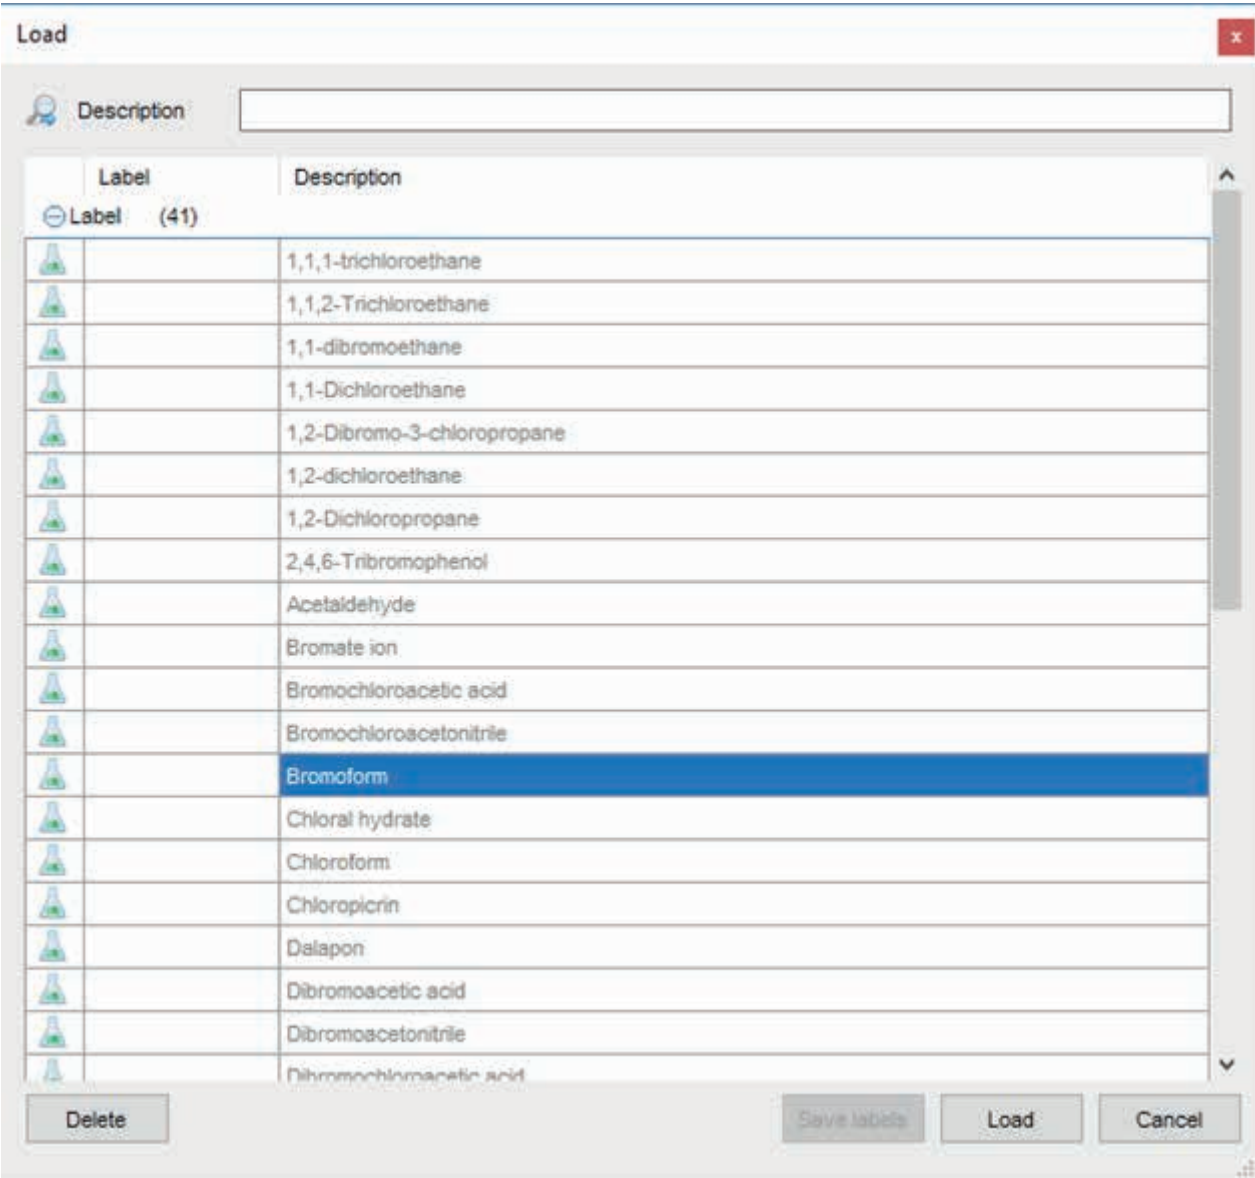 Load
x
Description
Label Description
Label (41)
1,1,1-trichloroethane
1,1,2-Trichloroethane
1,1-dibromoethane
1,1-Dichloroethane
1,2-Dibromo-3-chloropropane
1,2-dichloroethane
1,2-Dichloropropane
2,4,6-Tribromophenol
Acetaldehyde
Bromate ion
Bromochloroacetic acid
Bromochloroacetonitrile
Bromoform
Chloral hydrate
Chloroform
Chloropicrin
Dalapon
Dibromoacetic acid
Dibromoacetonitrile
Dibromochloroacetic acid
Delete Save labels Load Cancel